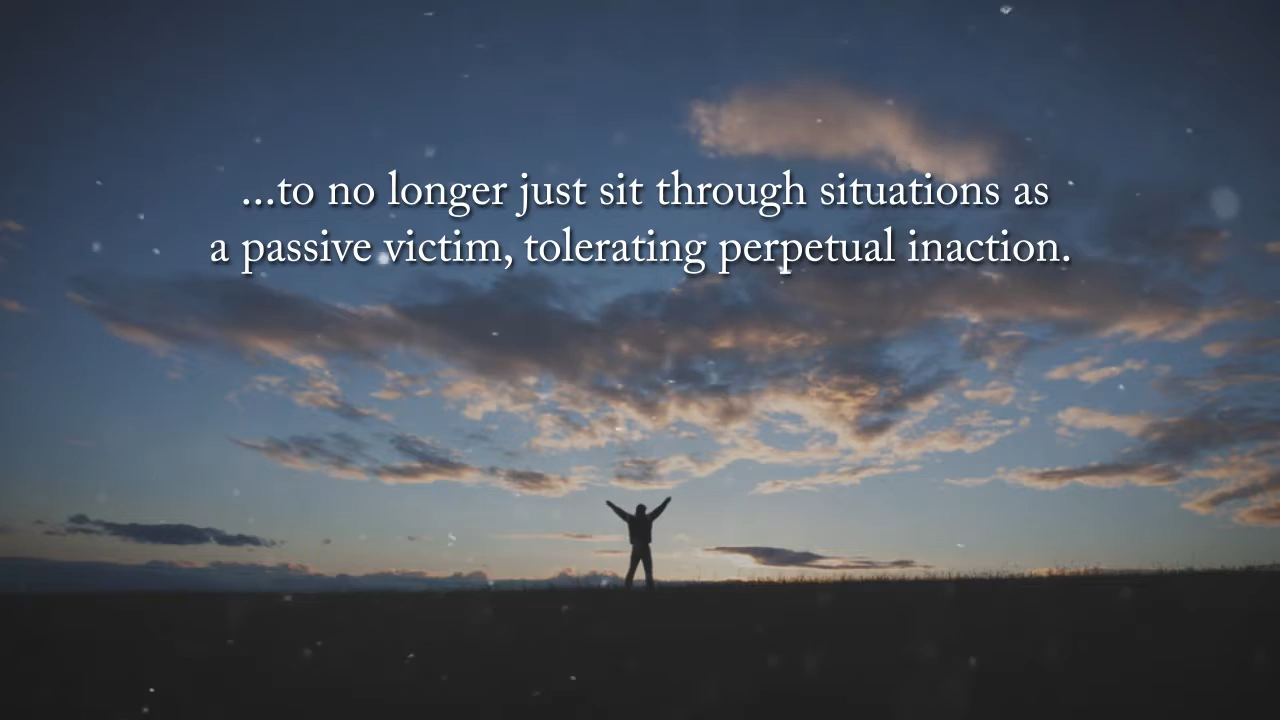 ...to no longer just sit through situations as
a passive victim, tolerating perpetual inaction.